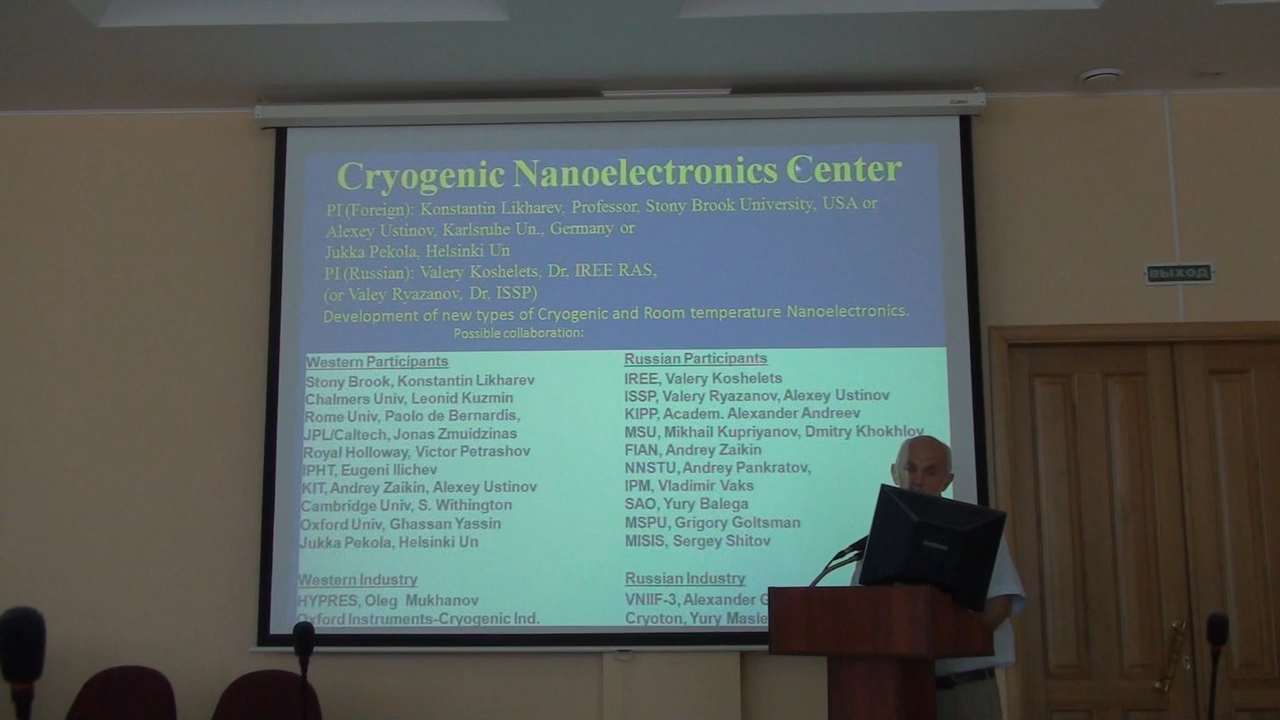 Cryogenic Nanoelectronics Center
PI (Foreign): Konstantin Likharev, Professor, Stony Brook University, USA or
Alexey Ustinov, Karlsruhe Un., Germany or
Jukka Pekola, Helsinki Un
PI (Russian): Valery Koshelets, Dr. IREE RAS,
(or Valey Ryazanov, Dr. ISSP)
Development of new types of Cryogenic and Room temperature Nanoelectronics.
Possible collaboration:
Western Participants
Stony Brook, Konstantin Likharev
Chalmers Univ, Leonid Kuzmin
Rome Univ, Paolo de Bernardis,
JPL/Caltech, Jonas Zmuidzinas
Royal Holloway, Victor Petrashov
IPHT, Eugeni Ilichev
KIT, Andrey Zaikin, Alexey Ustinov
Cambridge Univ, S. Withington
Oxford Univ, Ghassan Yassin
Jukka Pekola, Helsinki Un
Western Industry
HYPRES, Oleg Mukhanov
Oxford Instruments-Cryogenic Ind.
Russian Participants
IREE, Valery Koshelets
ISSP, Valery Ryazanov, Alexey Ustinov
KIPP, Academ. Alexander Andreev
MSU, Mikhail Kupriyanov, Dmitry Khokhlov
FIAN, Andrey Zaikin
NNSTU, Andrey Pankratov,
IPM, Vladimir Vaks
SAO, Yury Balega
MSPU, Grigory Goltsman
MISIS, Sergey Shitov
Russian Industry
VNIIF-3, Alexander
Cryoton, Yury
ВЫХОД